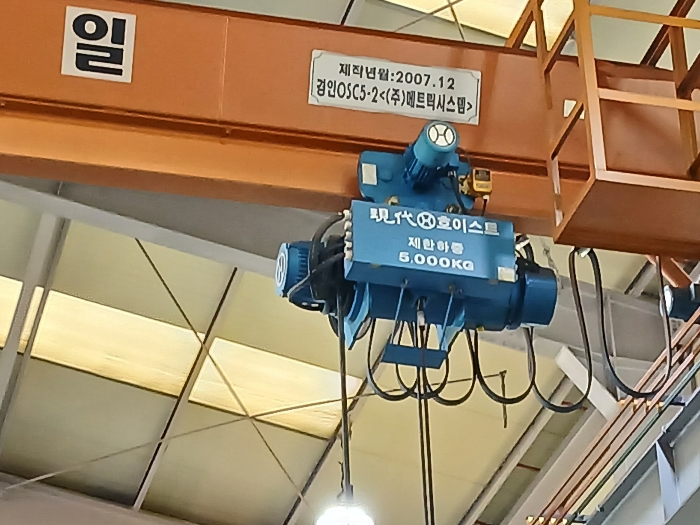 일
제작년월:2007.12
경인OSC5-2<(주)메트릭시스템>
現代 호이스트
제한하중
5,000KG